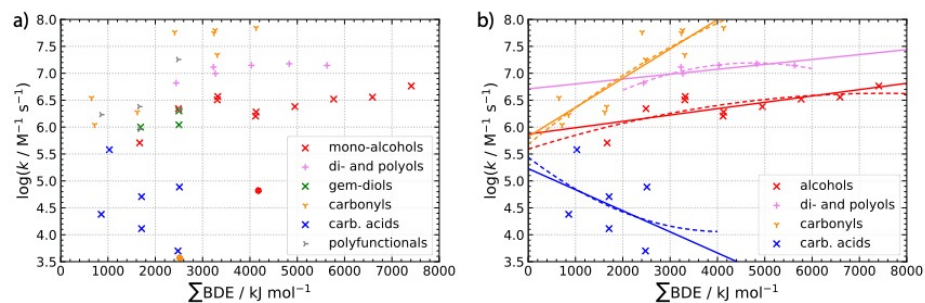 a)
log(k / M⁻¹ s⁻¹)
8.0
7.5
7.0
6.5
6.0
5.5
5.0
4.5
4.0
3.5
mono-alcohols
di- and polyols
gem-diols
carbonyls
carb. acids
polyfunctionals
0 1000 2000 3000 4000 5000 6000 7000 8000
∑BDE / kJ mol⁻¹
b)
log(k / M⁻¹ s⁻¹)
8.0
7.5
7.0
6.5
6.0
5.5
5.0
4.5
4.0
3.5
alcohols
di- and polyols
carbonyls
carb. acids
0 1000 2000 3000 4000 5000 6000 7000 8000
∑BDE / kJ mol⁻¹